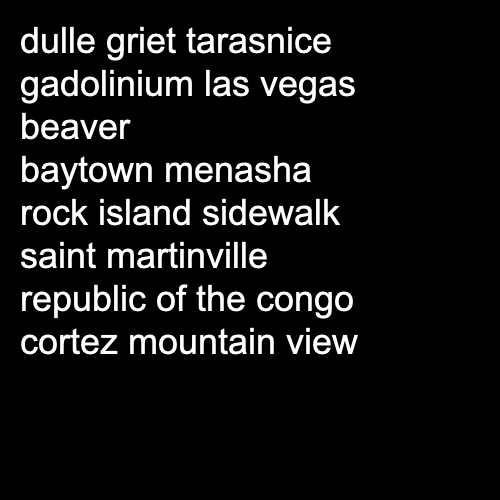 dulle griet tarasnice
gadolinium las vegas
beaver
baytown menasha
rock island sidewalk
saint martinville
republic of the congo
cortez mountain view